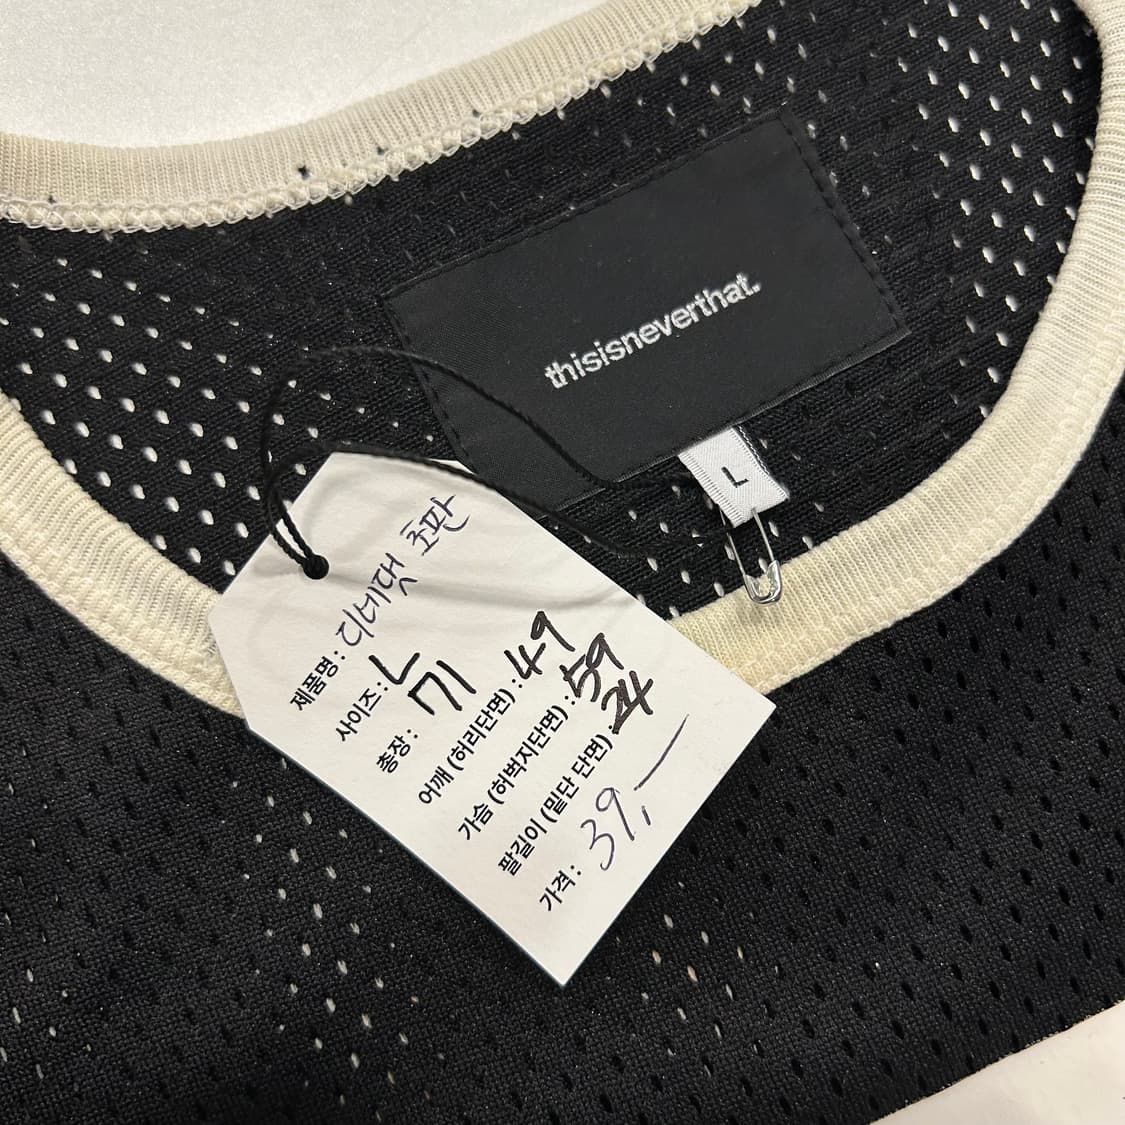 thisisneverthat.
L
제품명: 디네댓 초판
사이즈: L
총장: 71
어깨 (허리단면): 49
가슴 (허벅지단면): 59
팔길이 (밑단 단면): 24
가격: 39,-